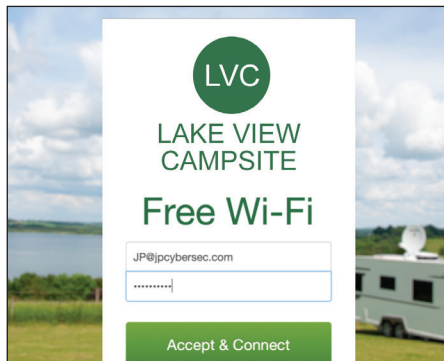 LVC
LAKE VIEW
CAMPSITE
Free Wi-Fi
JP@jpcybersec.com
••••••••••
Accept & Connect